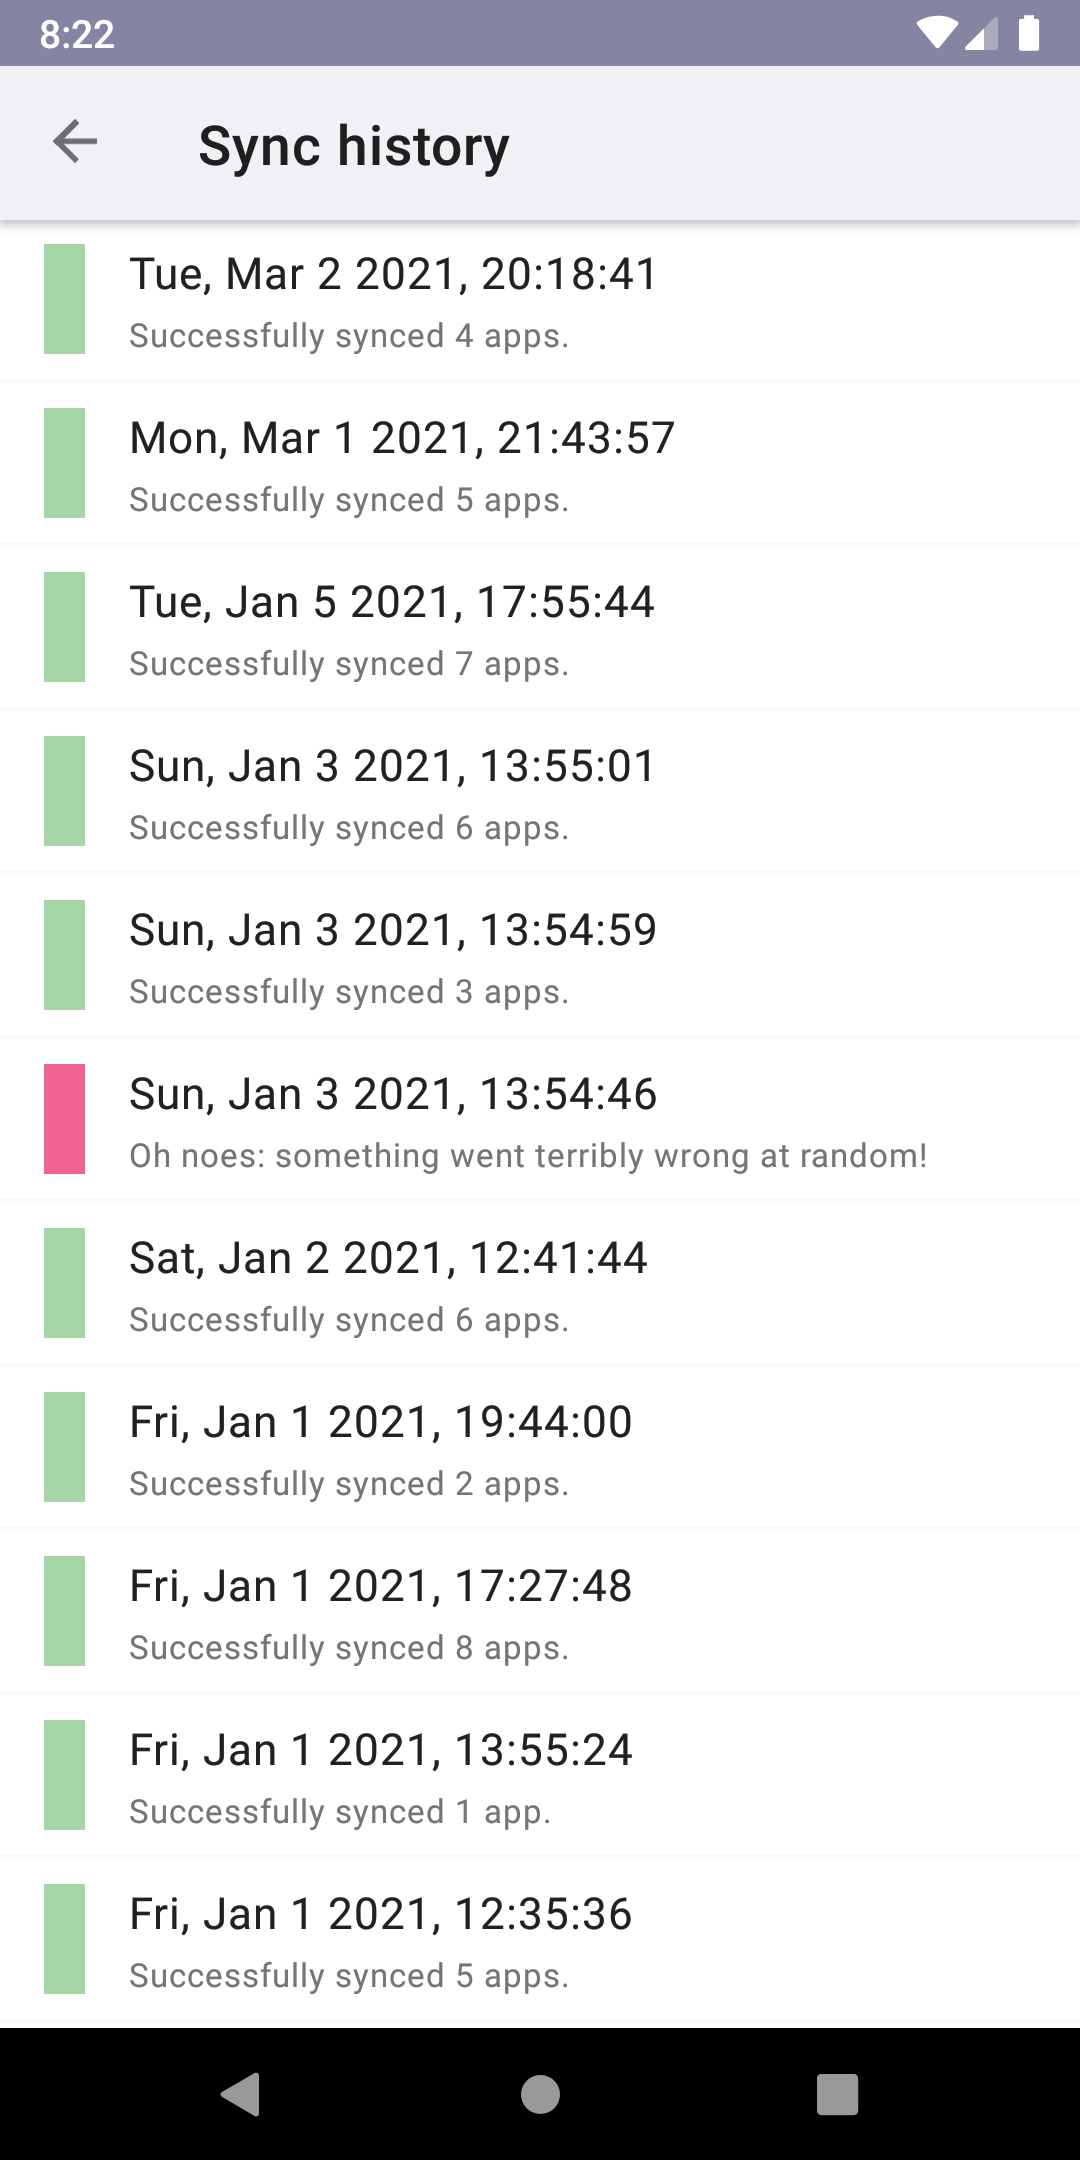 8:22
Sync history
Tue, Mar 2 2021, 20:18:41
Successfully synced 4 apps.
Mon, Mar 1 2021, 21:43:57
Successfully synced 5 apps.
Tue, Jan 5 2021, 17:55:44
Successfully synced 7 apps.
Sun, Jan 3 2021, 13:55:01
Successfully synced 6 apps.
Sun, Jan 3 2021, 13:54:59
Successfully synced 3 apps.
Sun, Jan 3 2021, 13:54:46
Oh noes: something went terribly wrong at random!
Sat, Jan 2 2021, 12:41:44
Successfully synced 6 apps.
Fri, Jan 1 2021, 19:44:00
Successfully synced 2 apps.
Fri, Jan 1 2021, 17:27:48
Successfully synced 8 apps.
Fri, Jan 1 2021, 13:55:24
Successfully synced 1 app.
Fri, Jan 1 2021, 12:35:36
Successfully synced 5 apps.